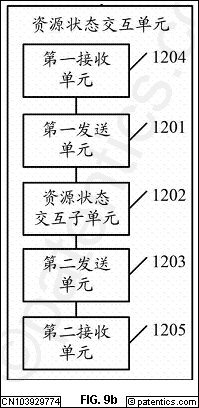 资源状态交互单元
第一接收
单元
1204
第一发送
单元
1201
资源状态
交互子单元
1202
第二发送
单元
1203
第二接收
单元
1205
CN103929774
FIG. 9b
@patentics.com
©patentics.com